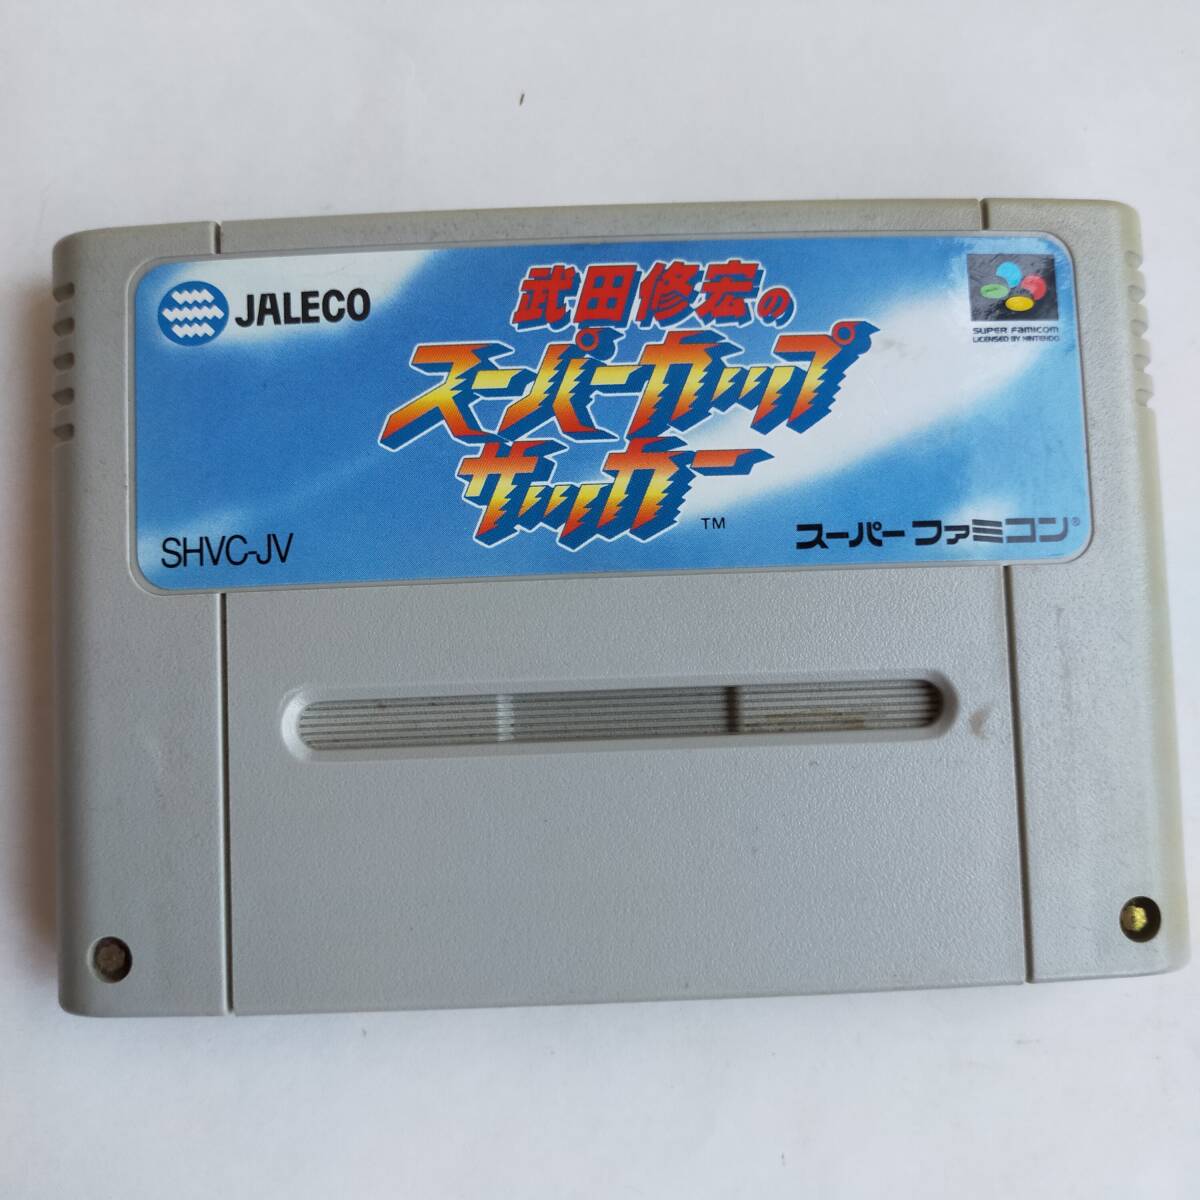 JALECO
武田修宏の
スーパーカップ
サッカー
TM
SUPER FAMICOM
LICENSED BY NINTENDO
SHVC-JV
スーパーファミコン®